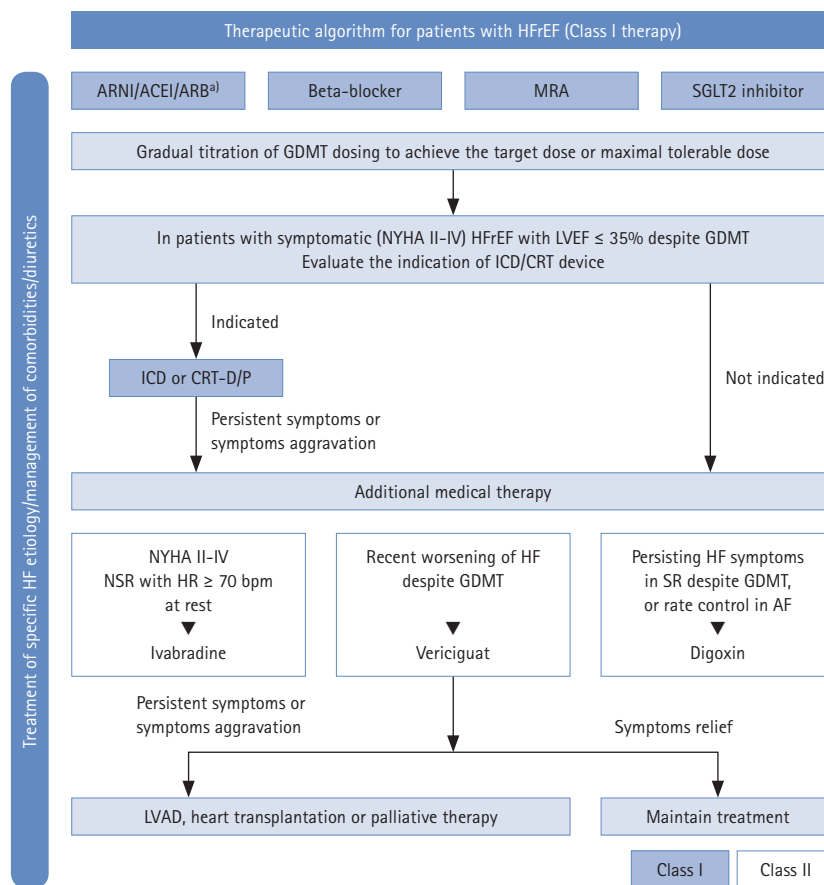 Therapeutic algorithm for patients with HFrEF (Class I therapy)
Treatment of specific HF etiology/management of comorbidities/diuretics
ARNI/ACEI/ARBa)
Beta-blocker
MRA
SGLT2 inhibitor
Gradual titration of GDMT dosing to achieve the target dose or maximal tolerable dose
In patients with symptomatic (NYHA II-IV) HFrEF with LVEF ≤ 35% despite GDMT
Evaluate the indication of ICD/CRT device
Indicated
ICD or CRT-D/P
Not indicated
Persistent symptoms or
symptoms aggravation
Additional medical therapy
NYHA II-IV
NSR with HR ≥ 70 bpm
at rest
Ivabradine
Recent worsening of HF
despite GDMT
Vericiguat
Persisting HF symptoms
in SR despite GDMT,
or rate control in AF
Digoxin
Persistent symptoms or
symptoms aggravation
Symptoms relief
LVAD, heart transplantation or palliative therapy
Maintain treatment
Class I
Class II